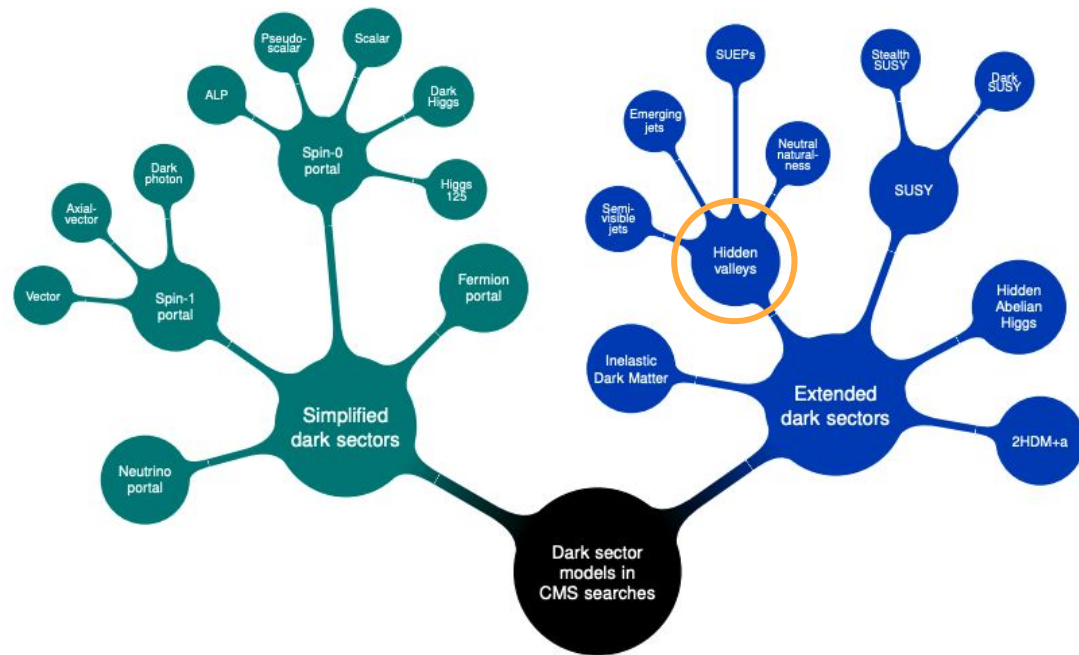 Pseudo-
scalar
Scalar
ALP
Dark
Higgs
Spin-0
portal
Higgs
125
Dark
photon
Axial-
vector
Vector
Spin-1
portal
Fermion
portal
Simplified
dark sectors
Neutrino
portal
SUEPs
Stealth
SUSY
Dark
SUSY
Emerging
jets
Neutral
natural-
ness
Semi-
visible
jets
Hidden
valleys
SUSY
Hidden
Abelian
Higgs
Inelastic
Dark Matter
Extended
dark sectors
2HDM+a
Dark sector
models in
CMS searches